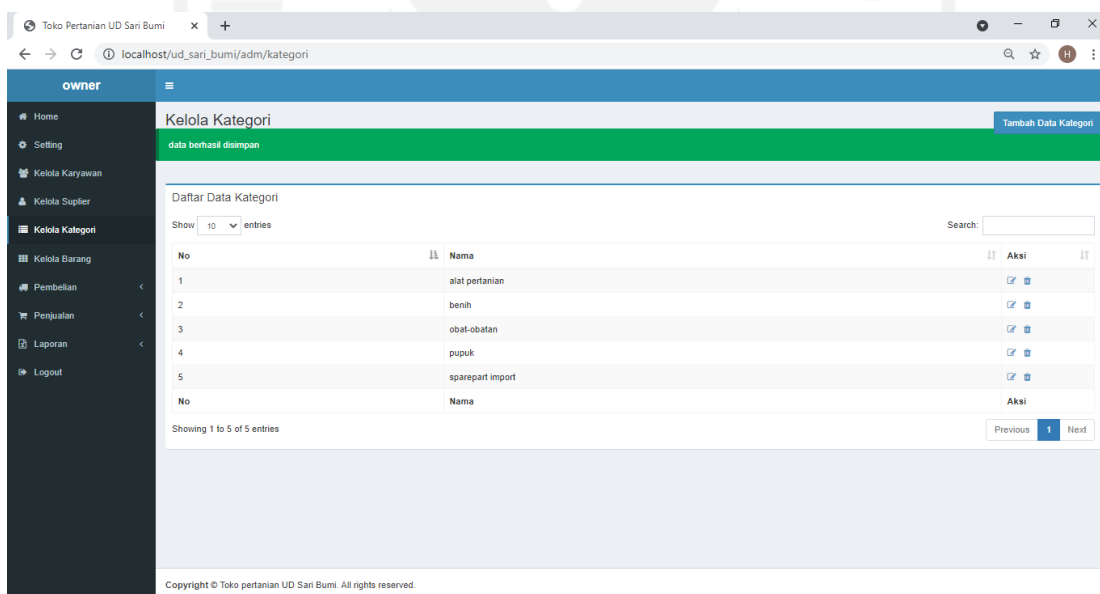 Toko Pertanian UD Sari Bumi
localhost/ud_sari_bumi/adm/kategori
H
owner
Home
Setting
Kelola Karyawan
Kelola Suplier
Kelola Kategori
Kelola Barang
Pembelian
Penjualan
Laporan
Logout
Kelola Kategori
Tambah Data Kategori
data berhasil disimpan
Daftar Data Kategori
Show 10 entries Search:
No Nama Aksi
1 alat pertanian
2 benih
3 obat-obatan
4 pupuk
5 sparepart import
No Nama Aksi
Showing 1 to 5 of 5 entries Previous 1 Next
Copyright © Toko pertanian UD Sari Bumi. All rights reserved.